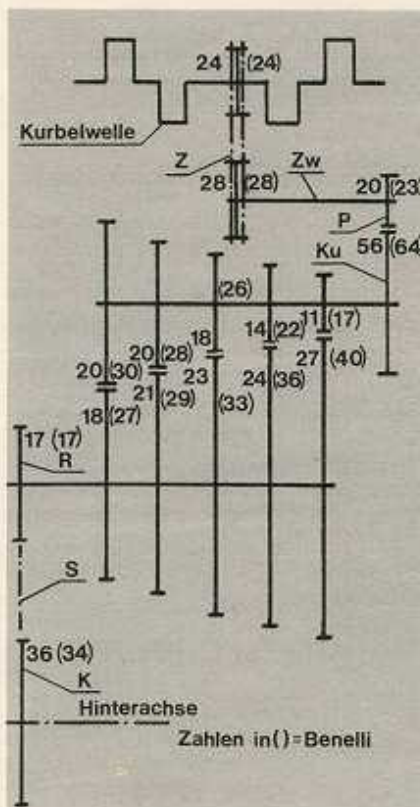 24 (24)
Kurbelwelle
Z
Zw
28 (28)
20 (23)
P
56 (64)
Ku
(26)
11 (17)
18
14 (22)
20 (28)
20 (30)
27 (40)
23
24 (36)
21 (29)
18 (27)
(33)
17 (17)
R
S
36 (34)
K
Hinterachse
Zahlen in ( ) = Benelli